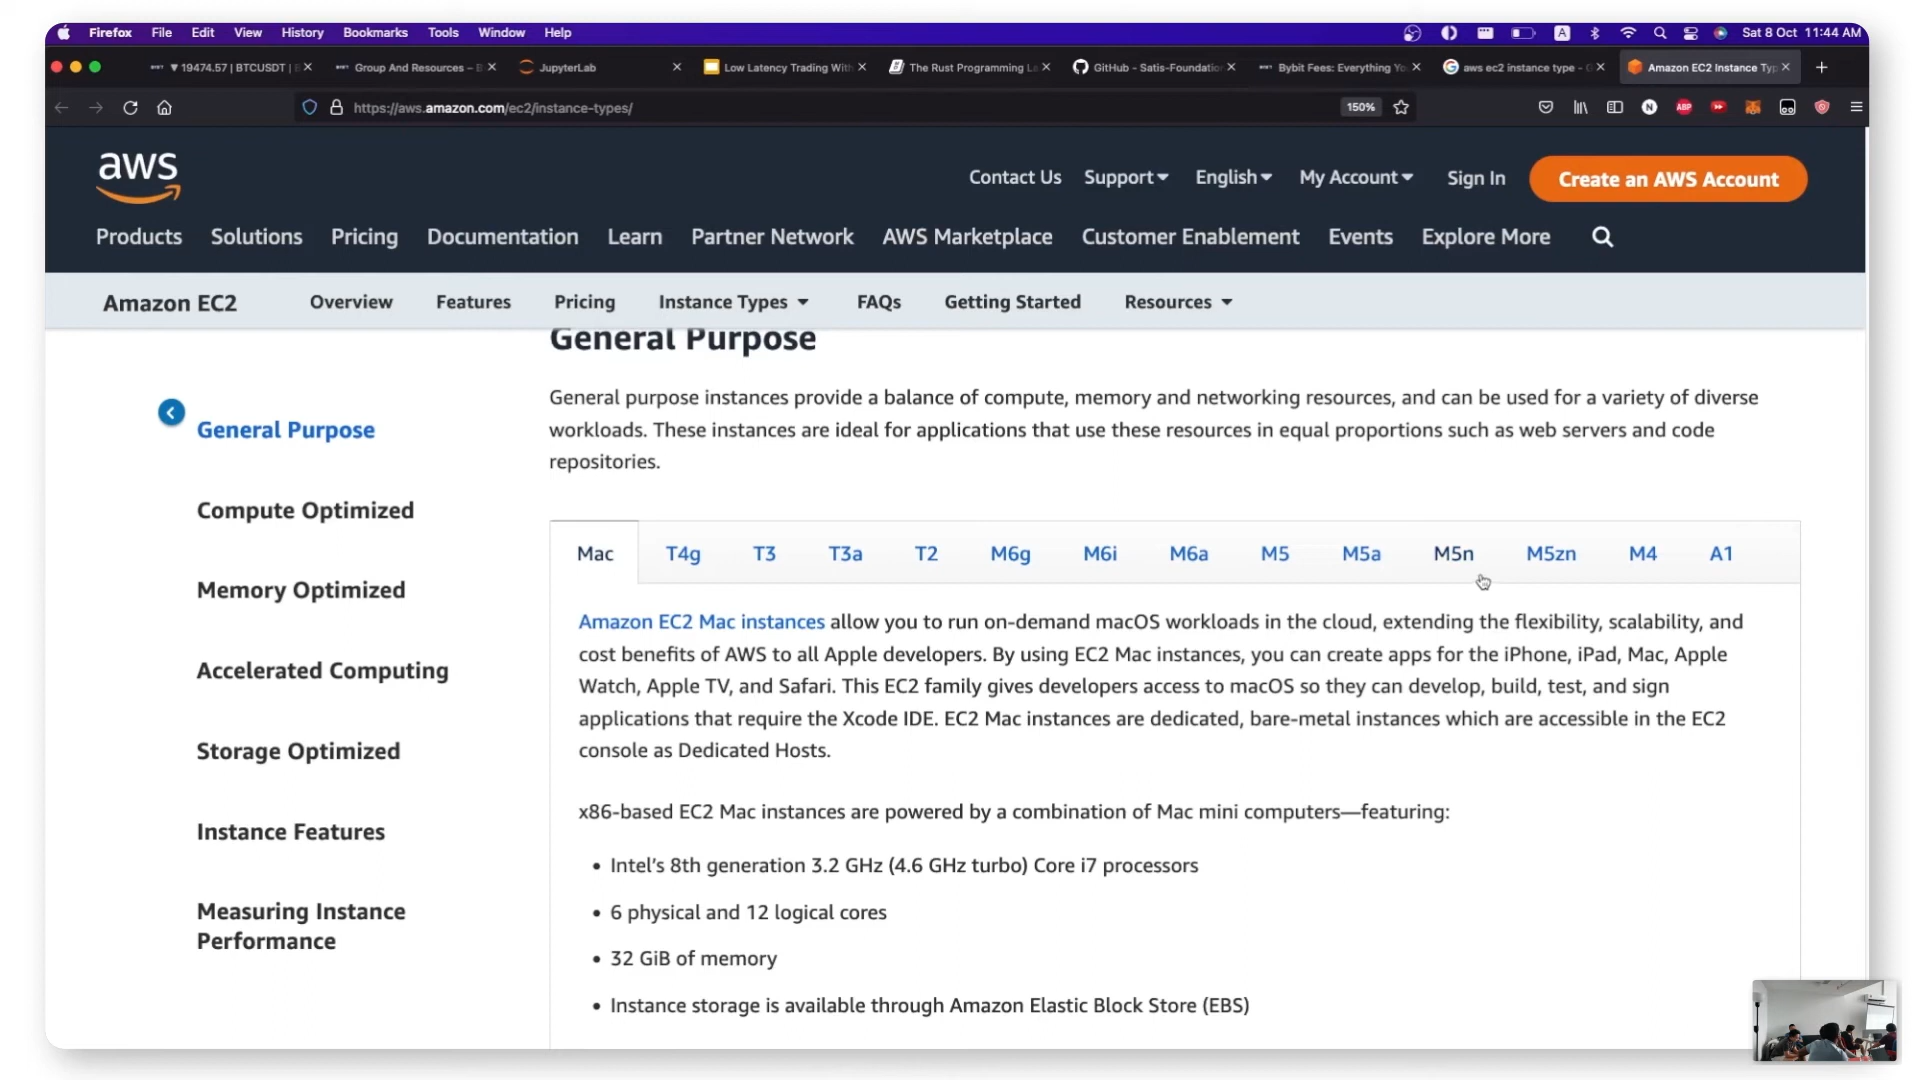 Firefox File Edit View History Bookmarks Tools Window Help
A Sat 8 Oct 11:44 AM
▼ 19474.57 | BTCUSDT |
Group And Resources –
JupyterLab
Low Latency Trading With
The Rust Programming La
GitHub - Satis-Foundation
Bybit Fees: Everything Yo
aws ec2 instance type -
Amazon EC2 Instance Typ
https://aws.amazon.com/ec2/instance-types/
150%
N ABP
aws
Contact Us Support English My Account Sign In Create an AWS Account
Products Solutions Pricing Documentation Learn Partner Network AWS Marketplace Customer Enablement Events Explore More
Amazon EC2 Overview Features Pricing Instance Types FAQs Getting Started Resources
General Purpose
Compute Optimized
Memory Optimized
Accelerated Computing
Storage Optimized
Instance Features
Measuring Instance
Performance
General Purpose
General purpose instances provide a balance of compute, memory and networking resources, and can be used for a variety of diverse
workloads. These instances are ideal for applications that use these resources in equal proportions such as web servers and code
repositories.
Mac T4g T3 T3a T2 M6g M6i M6a M5 M5a M5n M5zn M4 A1
Amazon EC2 Mac instances allow you to run on-demand macOS workloads in the cloud, extending the flexibility, scalability, and
cost benefits of AWS to all Apple developers. By using EC2 Mac instances, you can create apps for the iPhone, iPad, Mac, Apple
Watch, Apple TV, and Safari. This EC2 family gives developers access to macOS so they can develop, build, test, and sign
applications that require the Xcode IDE. EC2 Mac instances are dedicated, bare-metal instances which are accessible in the EC2
console as Dedicated Hosts.
x86-based EC2 Mac instances are powered by a combination of Mac mini computers—featuring:
• Intel's 8th generation 3.2 GHz (4.6 GHz turbo) Core i7 processors
• 6 physical and 12 logical cores
• 32 GiB of memory
• Instance storage is available through Amazon Elastic Block Store (EBS)